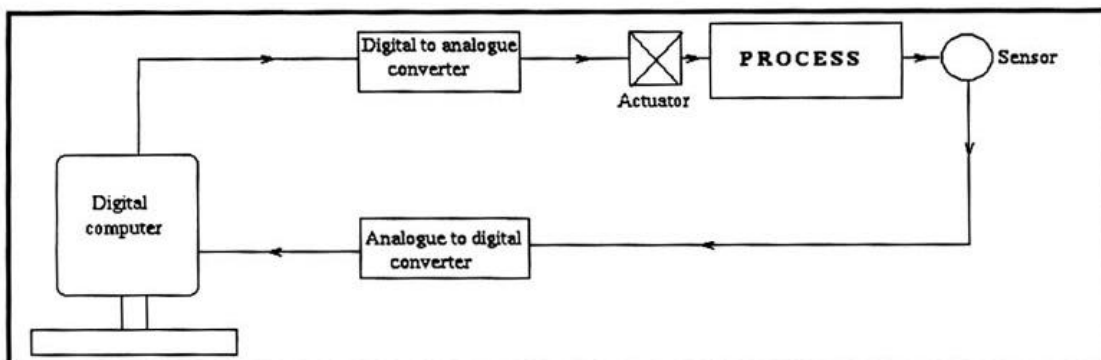 Digital to analogue
converter
Actuator
PROCESS
Sensor
Digital
computer
Analogue to digital
converter